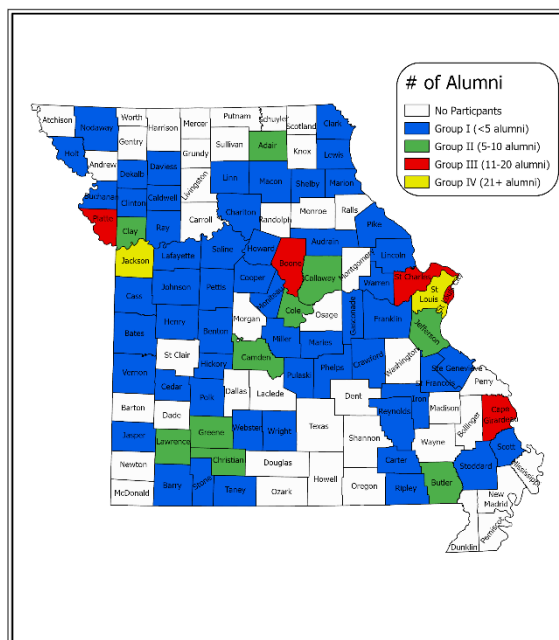 # of Alumni
No Particpants
Group I (<5 alumni)
Group II (5-10 alumni)
Group III (11-20 alumni)
Group IV (21+ alumni)
Atchison
Nodaway
Worth
Harrison
Mercer
Putnam
Schuyler
Scotland
Clark
Gentry
Sullivan
Adair
Knox
Lewis
Holt
Andrew
Grundy
Dekalb
Daviess
Livingston
Linn
Macon
Shelby
Marion
Buchanan
Clinton
Caldwell
Chariton
Randolph
Monroe
Ralls
Platte
Clay
Ray
Carroll
Pike
Audrain
Howard
Boone
Saline
Lafayette
Jackson
Cooper
Callaway
Montgomery
Lincoln
Warren
St Charles
St
Louis
Cass
Johnson
Pettis
Moniteau
Cole
Osage
Gasconade
Franklin
Jefferson
Bates
Henry
Benton
Morgan
Miller
Maries
Washington
St Clair
Camden
Crawford
Ste Genevieve
St Francois
Perry
Vernon
Hickory
Pulaski
Phelps
Cedar
Polk
Dallas
Laclede
Dent
Iron
Madison
Cape
Girardeau
Barton
Dade
Reynolds
Bollinger
Texas
Shannon
Wayne
Scott
Jasper
Lawrence
Greene
Webster
Wright
Christian
Douglas
Carter
Stoddard
Mississippi
Newton
Barry
Stone
Taney
Ozark
Howell
Oregon
Ripley
Butler
McDonald
New
Madrid
Dunklin
Pemiscot